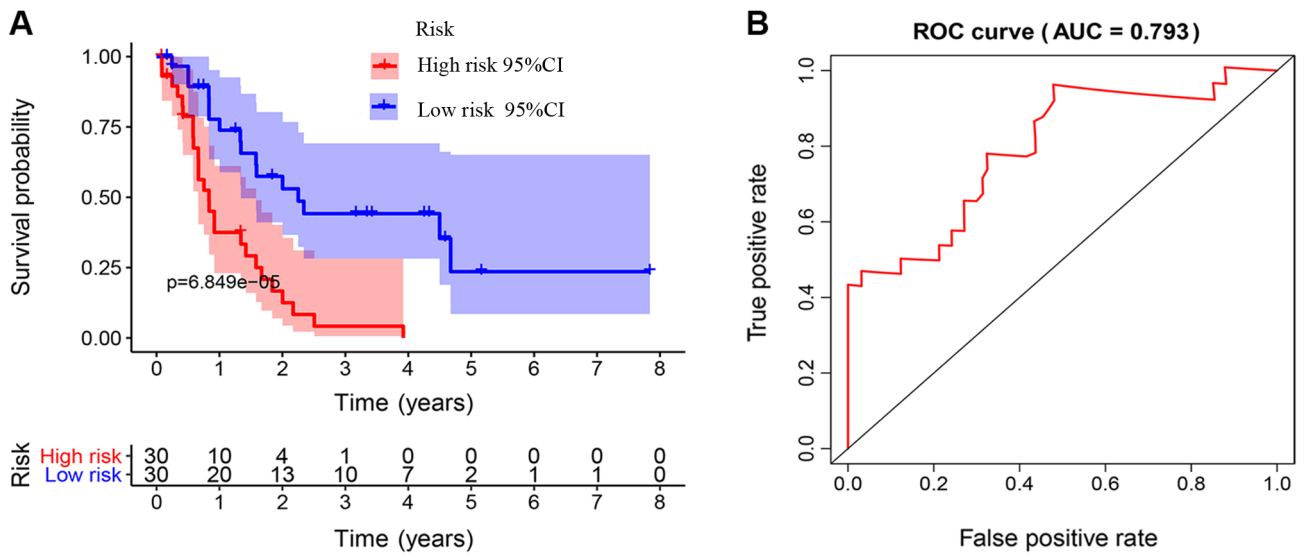 A
Risk
High risk 95%CI
Low risk 95%CI
Survival probability
1.00
0.75
0.50
0.25
0.00
p=6.849e−05
0 1 2 3 4 5 6 7 8
Time (years)
Risk
High risk 30 10 4 1 0 0 0 0 0
Low risk 30 20 13 10 7 2 1 1 0
0 1 2 3 4 5 6 7 8
Time (years)
B
ROC curve ( AUC = 0.793 )
True positive rate
1.0
0.8
0.6
0.4
0.2
0.0
0.0 0.2 0.4 0.6 0.8 1.0
False positive rate